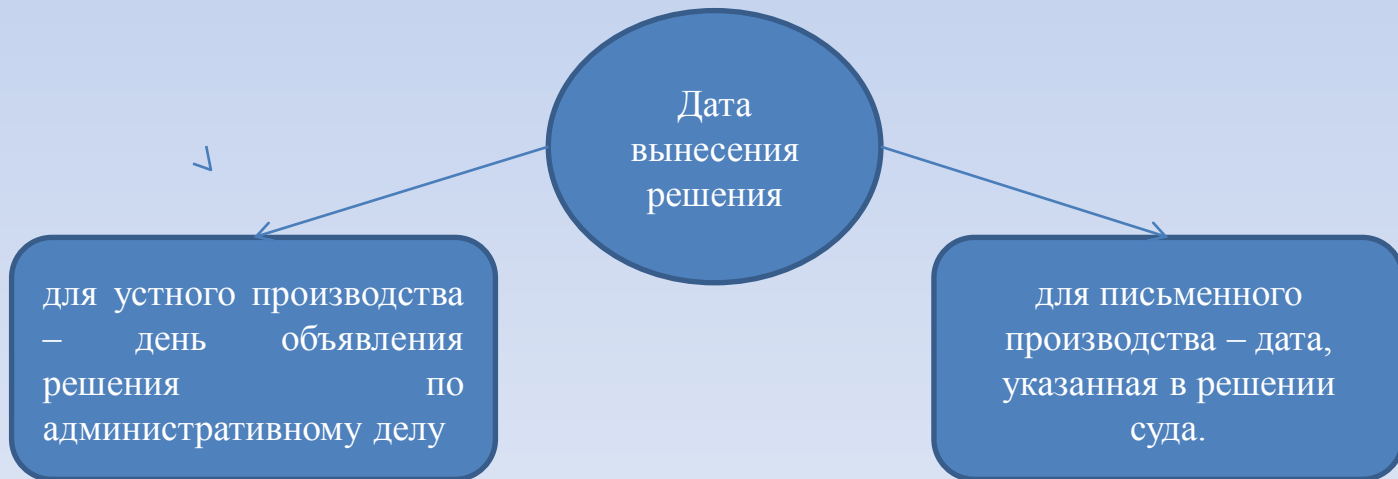 Дата
вынесения
решения
для устного производства
– день объявления
решения по
административному делу
для письменного
производства – дата,
указанная в решении
суда.